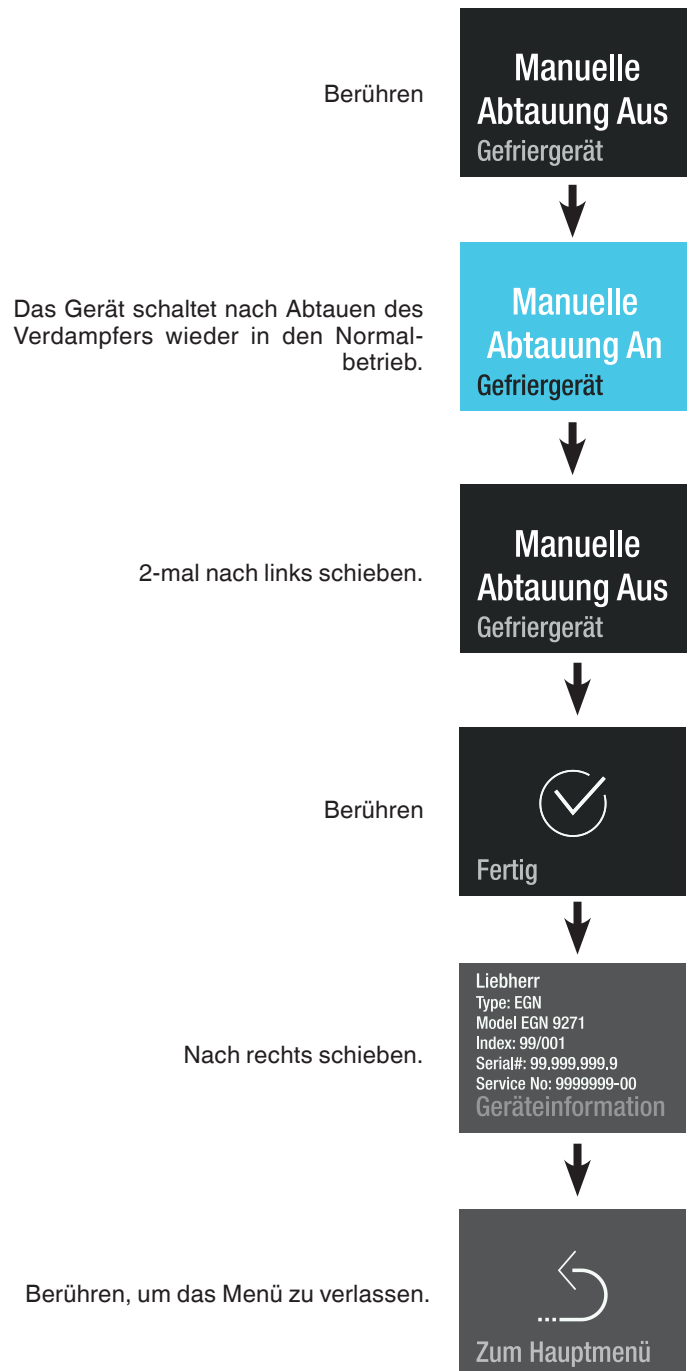 Berühren
Manuelle
Abtauung Aus
Gefriergerät
Das Gerät schaltet nach Abtauen des
Verdampfers wieder in den Normal-
betrieb.
Manuelle
Abtauung An
Gefriergerät
2-mal nach links schieben.
Manuelle
Abtauung Aus
Gefriergerät
Berühren
Fertig
Nach rechts schieben.
Liebherr
Type: EGN
Model EGN 9271
Index: 99/001
Serial#: 99.999.999.9
Service No: 9999999-00
Geräteinformation
Berühren, um das Menü zu verlassen.
Zum Hauptmenü